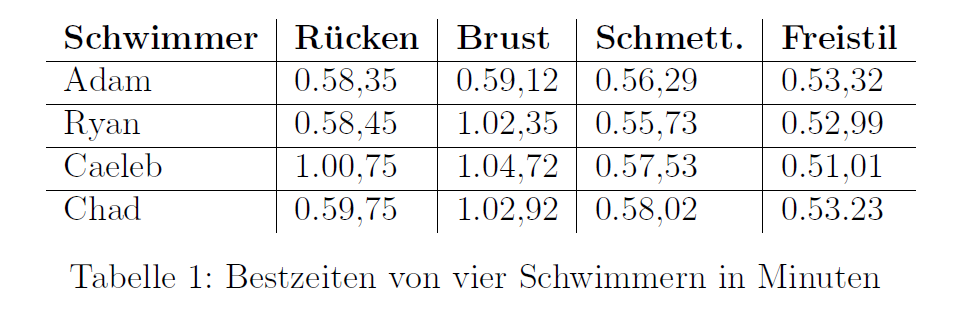 Schwimmer Rücken Brust Schmett. Freistil
Adam 0.58,35 0.59,12 0.56,29 0.53,32
Ryan 0.58,45 1.02,35 0.55,73 0.52,99
Caeleb 1.00,75 1.04,72 0.57,53 0.51,01
Chad 0.59,75 1.02,92 0.58,02 0.53.23
Tabelle 1: Bestzeiten von vier Schwimmern in Minuten